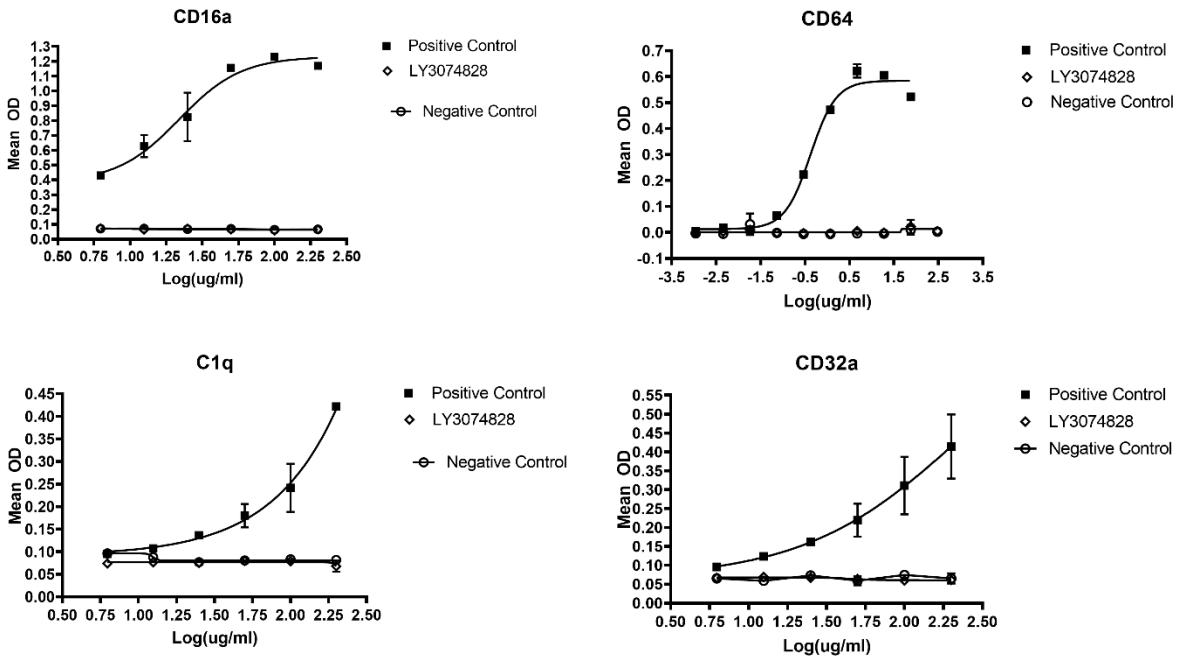 CD16a
1.3
1.2
1.1
1.0
0.9
0.8
0.7
0.6
0.5
0.4
0.3
0.2
0.1
0.0
Mean OD
0.75 1.00 1.25 1.50 1.75 2.00 2.25 2.50
Log(ug/ml)
Positive Control
LY3074828
Negative Control
CD64
0.7
0.6
0.5
0.4
0.3
0.2
0.1
0.0
-0.1
Mean OD
-3.5 -2.5 -1.5 -0.5 0.5 1.5 2.5 3.5
Log(ug/ml)
Positive Control
LY3074828
Negative Control
C1q
0.45
0.40
0.35
0.30
0.25
0.20
0.15
0.10
0.05
0.00
Mean OD
0.50 0.75 1.00 1.25 1.50 1.75 2.00 2.25 2.50
Log(ug/ml)
Positive Control
LY3074828
Negative Control
CD32a
0.55
0.50
0.45
0.40
0.35
0.30
0.25
0.20
0.15
0.10
0.05
0.00
Mean OD
0.50 0.75 1.00 1.25 1.50 1.75 2.00 2.25 2.50
Log(ug/ml)
Positive Control
LY3074828
Negative Control